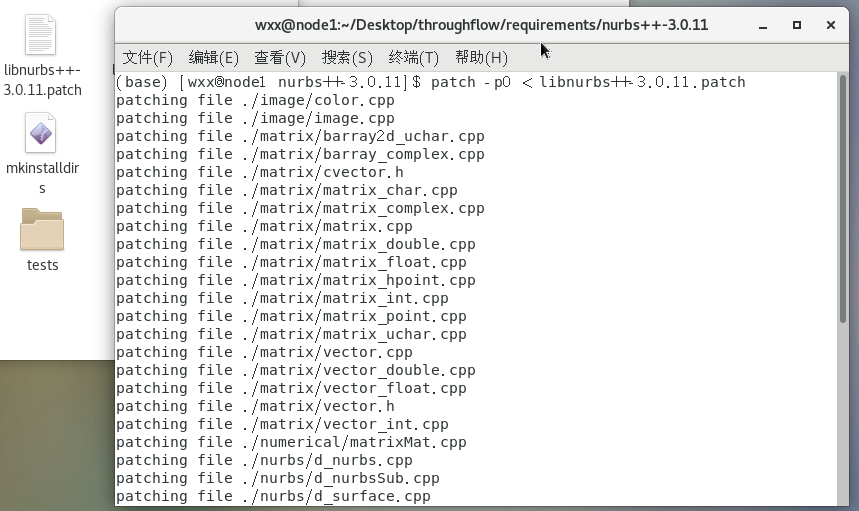 libnurbs++-
3.0.11.patch
mkinstalldir
s
tests
wxx@node1:~/Desktop/throughflow/requirements/nurbs++-3.0.11
文件(F) 编辑(E) 查看(V) 搜索(S) 终端(T) 帮助(H)
(base) [wxx@node1 nurbs++-3.0.11]$ patch -p0 < libnurbs++-3.0.11.patch
patching file ./image/color.cpp
patching file ./image/image.cpp
patching file ./matrix/barray2d_uchar.cpp
patching file ./matrix/barray_complex.cpp
patching file ./matrix/cvector.h
patching file ./matrix/matrix_char.cpp
patching file ./matrix/matrix_complex.cpp
patching file ./matrix/matrix.cpp
patching file ./matrix/matrix_double.cpp
patching file ./matrix/matrix_float.cpp
patching file ./matrix/matrix_hpoint.cpp
patching file ./matrix/matrix_int.cpp
patching file ./matrix/matrix_point.cpp
patching file ./matrix/matrix_uchar.cpp
patching file ./matrix/vector.cpp
patching file ./matrix/vector_double.cpp
patching file ./matrix/vector_float.cpp
patching file ./matrix/vector.h
patching file ./matrix/vector_int.cpp
patching file ./numerical/matrixMat.cpp
patching file ./nurbs/d_nurbs.cpp
patching file ./nurbs/d_nurbsSub.cpp
patching file ./nurbs/d_surface.cpp